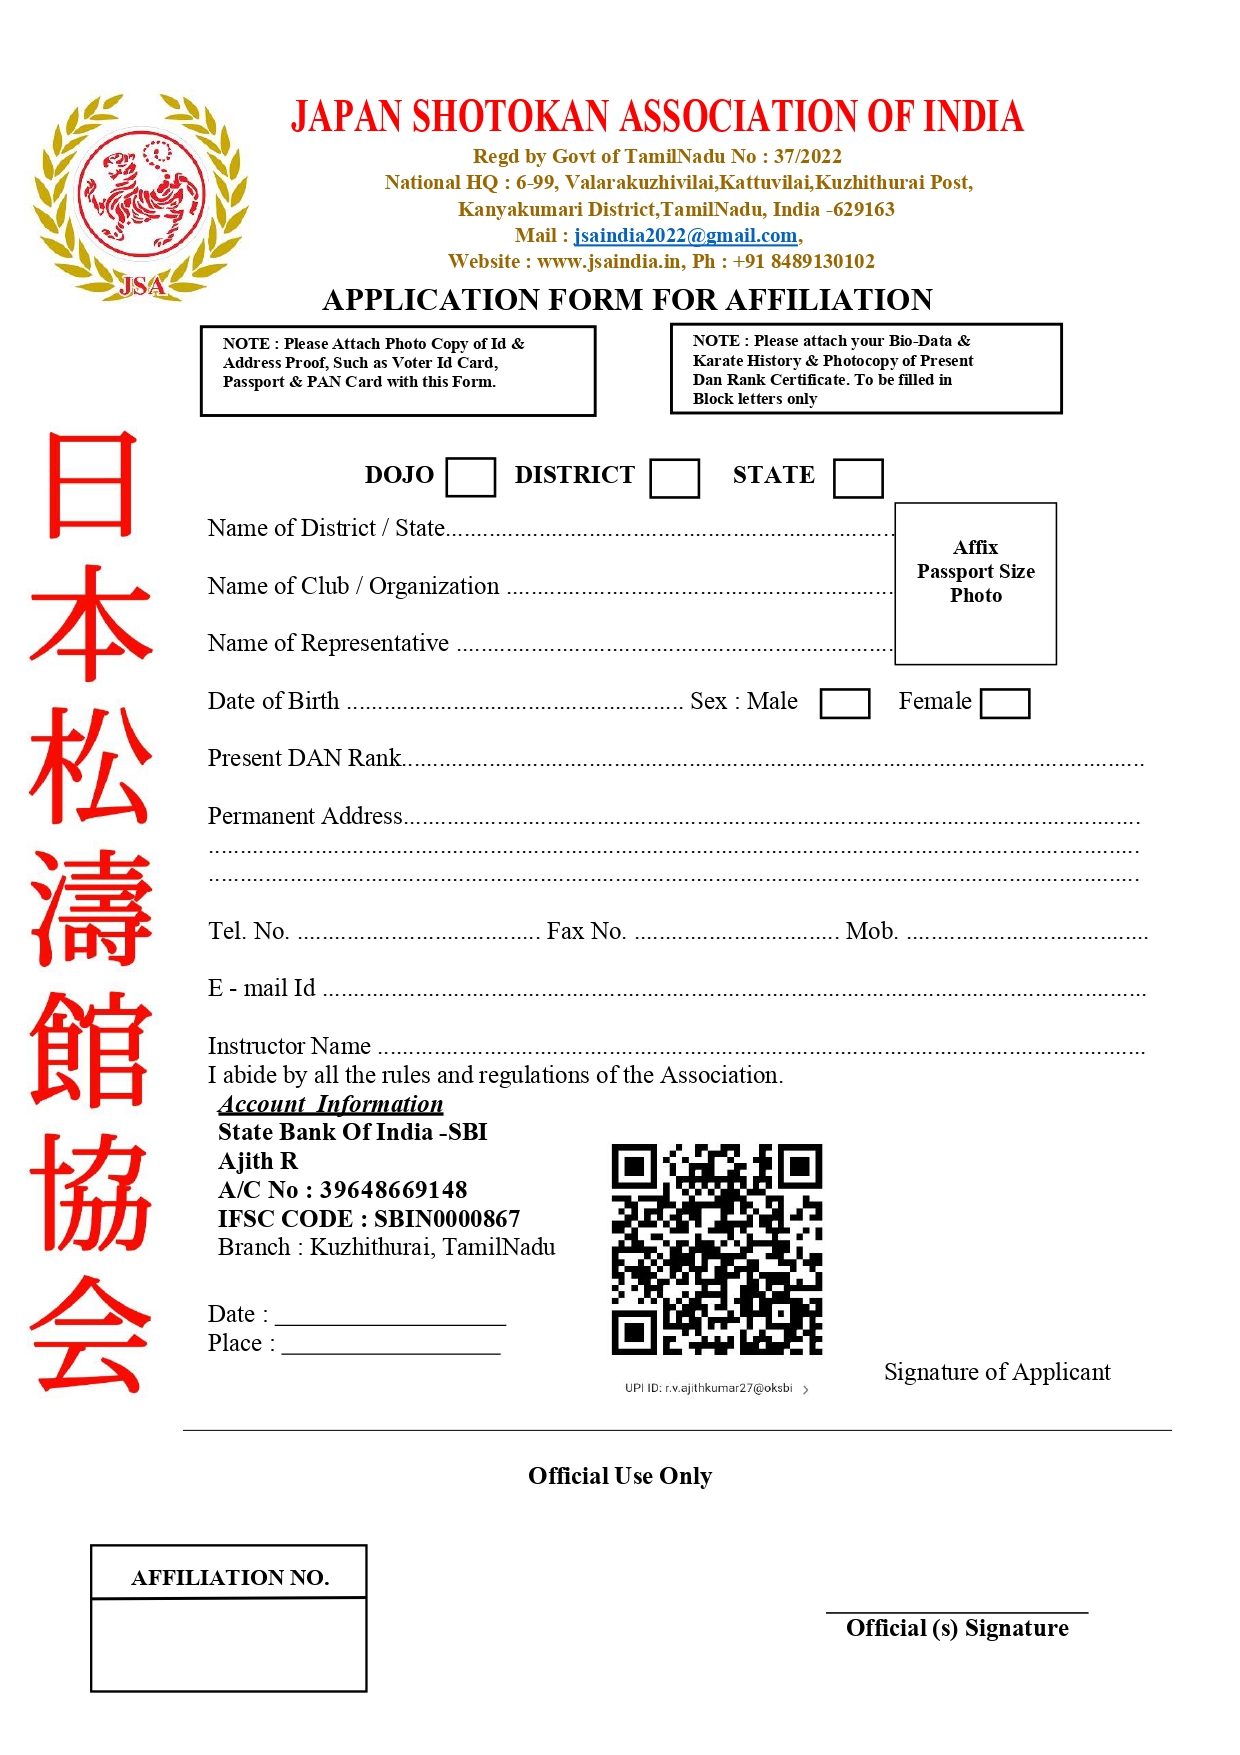 JAPAN SHOTOKAN ASSOCIATION OF INDIA
Regd by Govt of TamilNadu No : 37/2022
National HQ : 6-99, Valarakuzhivilai,Kattuvilai,Kuzhithurai Post,
Kanyakumari District,TamilNadu, India -629163
Mail : jsaindia2022@gmail.com,
Website : www.jsaindia.in, Ph : +91 8489130102
JSA
APPLICATION FORM FOR AFFILIATION
NOTE : Please Attach Photo Copy of Id &
Address Proof, Such as Voter Id Card,
Passport & PAN Card with this Form.
NOTE : Please attach your Bio-Data &
Karate History & Photocopy of Present
Dan Rank Certificate. To be filled in
Block letters only
日本松濤館協会
DOJO DISTRICT STATE
Name of District / State........................................................................
Affix
Passport Size
Photo
Name of Club / Organization ..............................................................
Name of Representative ......................................................................
Date of Birth ...................................................... Sex : Male Female
Present DAN Rank.......................................................................................................................
Permanent Address......................................................................................................................
.....................................................................................................................................................
.....................................................................................................................................................
Tel. No. ....................................... Fax No. ................................. Mob. .......................................
E - mail Id ....................................................................................................................................
Instructor Name ...........................................................................................................................
I abide by all the rules and regulations of the Association.
Account Information
State Bank Of India -SBI
Ajith R
A/C No : 39648669148
IFSC CODE : SBIN0000867
Branch : Kuzhithurai, TamilNadu
Date : __________________
Place : _________________
UPI ID: r.v.ajithkumar27@oksbi >
Signature of Applicant
Official Use Only
AFFILIATION NO.
Official (s) Signature